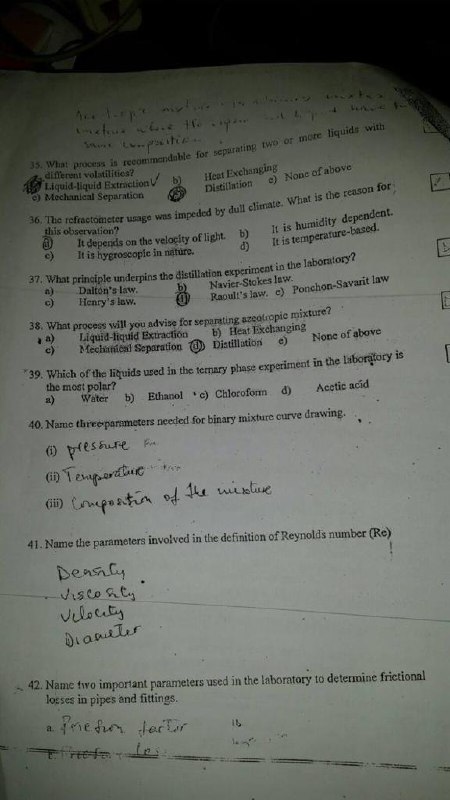 mixture
mixture where the
same composition.
35. What process is recommendable for separating two or more liquids with
different volatilities?
Liquid-liquid Extraction ✓ b) Heat Exchanging
c) Mechanical Separation d) Distillation e) None of above
36. The refractometer usage was impeded by dull climate. What is the reason for
this observation?
a) It depends on the velocity of light. b) It is humidity dependent.
c) It is hygroscopic in nature. d) It is temperature-based.
37. What principle underpins the distillation experiment in the laboratory?
a) Dalton's law. b) Navier-Stokes law.
c) Henry's law. d) Raoult's law. e) Ponchon-Savarit law
38. What process will you advise for separating azeotropic mixture?
a) Liquid-liquid Extraction b) Heat Exchanging
c) Mechanical Separation d) Distillation e) None of above
39. Which of the liquids used in the ternary phase experiment in the laboratory is
the most polar?
a) Water b) Ethanol c) Chloroform d) Acetic acid
40. Name three parameters needed for binary mixture curve drawing.
(i) pressure
(ii) Temperature
(iii) Composition of the mixture
41. Name the parameters involved in the definition of Reynolds number (Re)
Density
Viscosity
Velocity
Diameter
42. Name two important parameters used in the laboratory to determine frictional
losses in pipes and fittings.
a. Friction factor